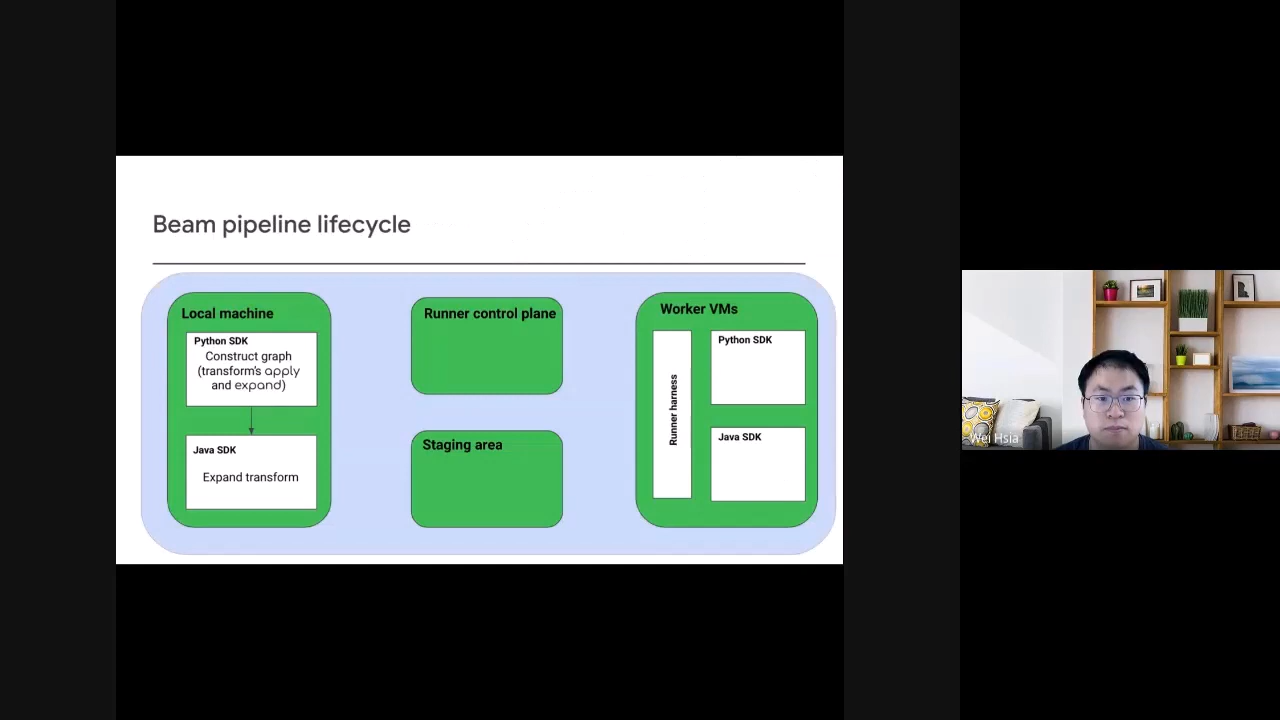 Beam pipeline lifecycle
Local machine
Python SDK
Construct graph
(transform's apply
and expand)
Java SDK
Expand transform
Runner control plane
Staging area
Worker VMs
Runner harness
Python SDK
Java SDK
Wei Hsia